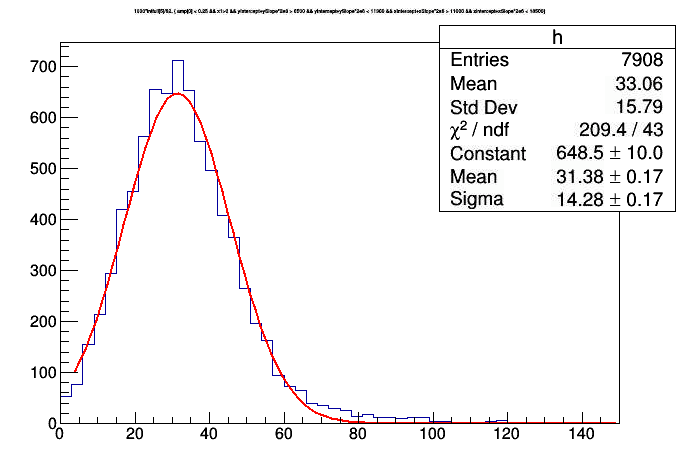 h
Entries 7908
Mean 33.06
Std Dev 15.79
χ² / ndf 209.4 / 43
Constant 648.5 ± 10.0
Mean 31.38 ± 0.17
Sigma 14.28 ± 0.17
700
600
500
400
300
200
100
0
0 20 40 60 80 100 120 140